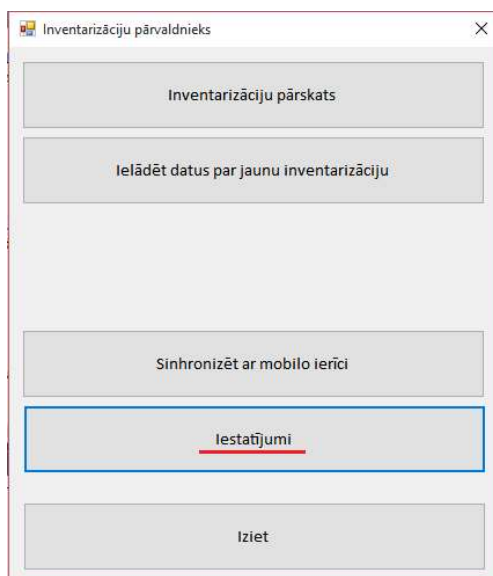 Inventarizāciju pārvaldnieks
Inventarizāciju pārskats
Ielādēt datus par jaunu inventarizāciju
Sinhronizēt ar mobilo ierīci
Iestatījumi
Iziet